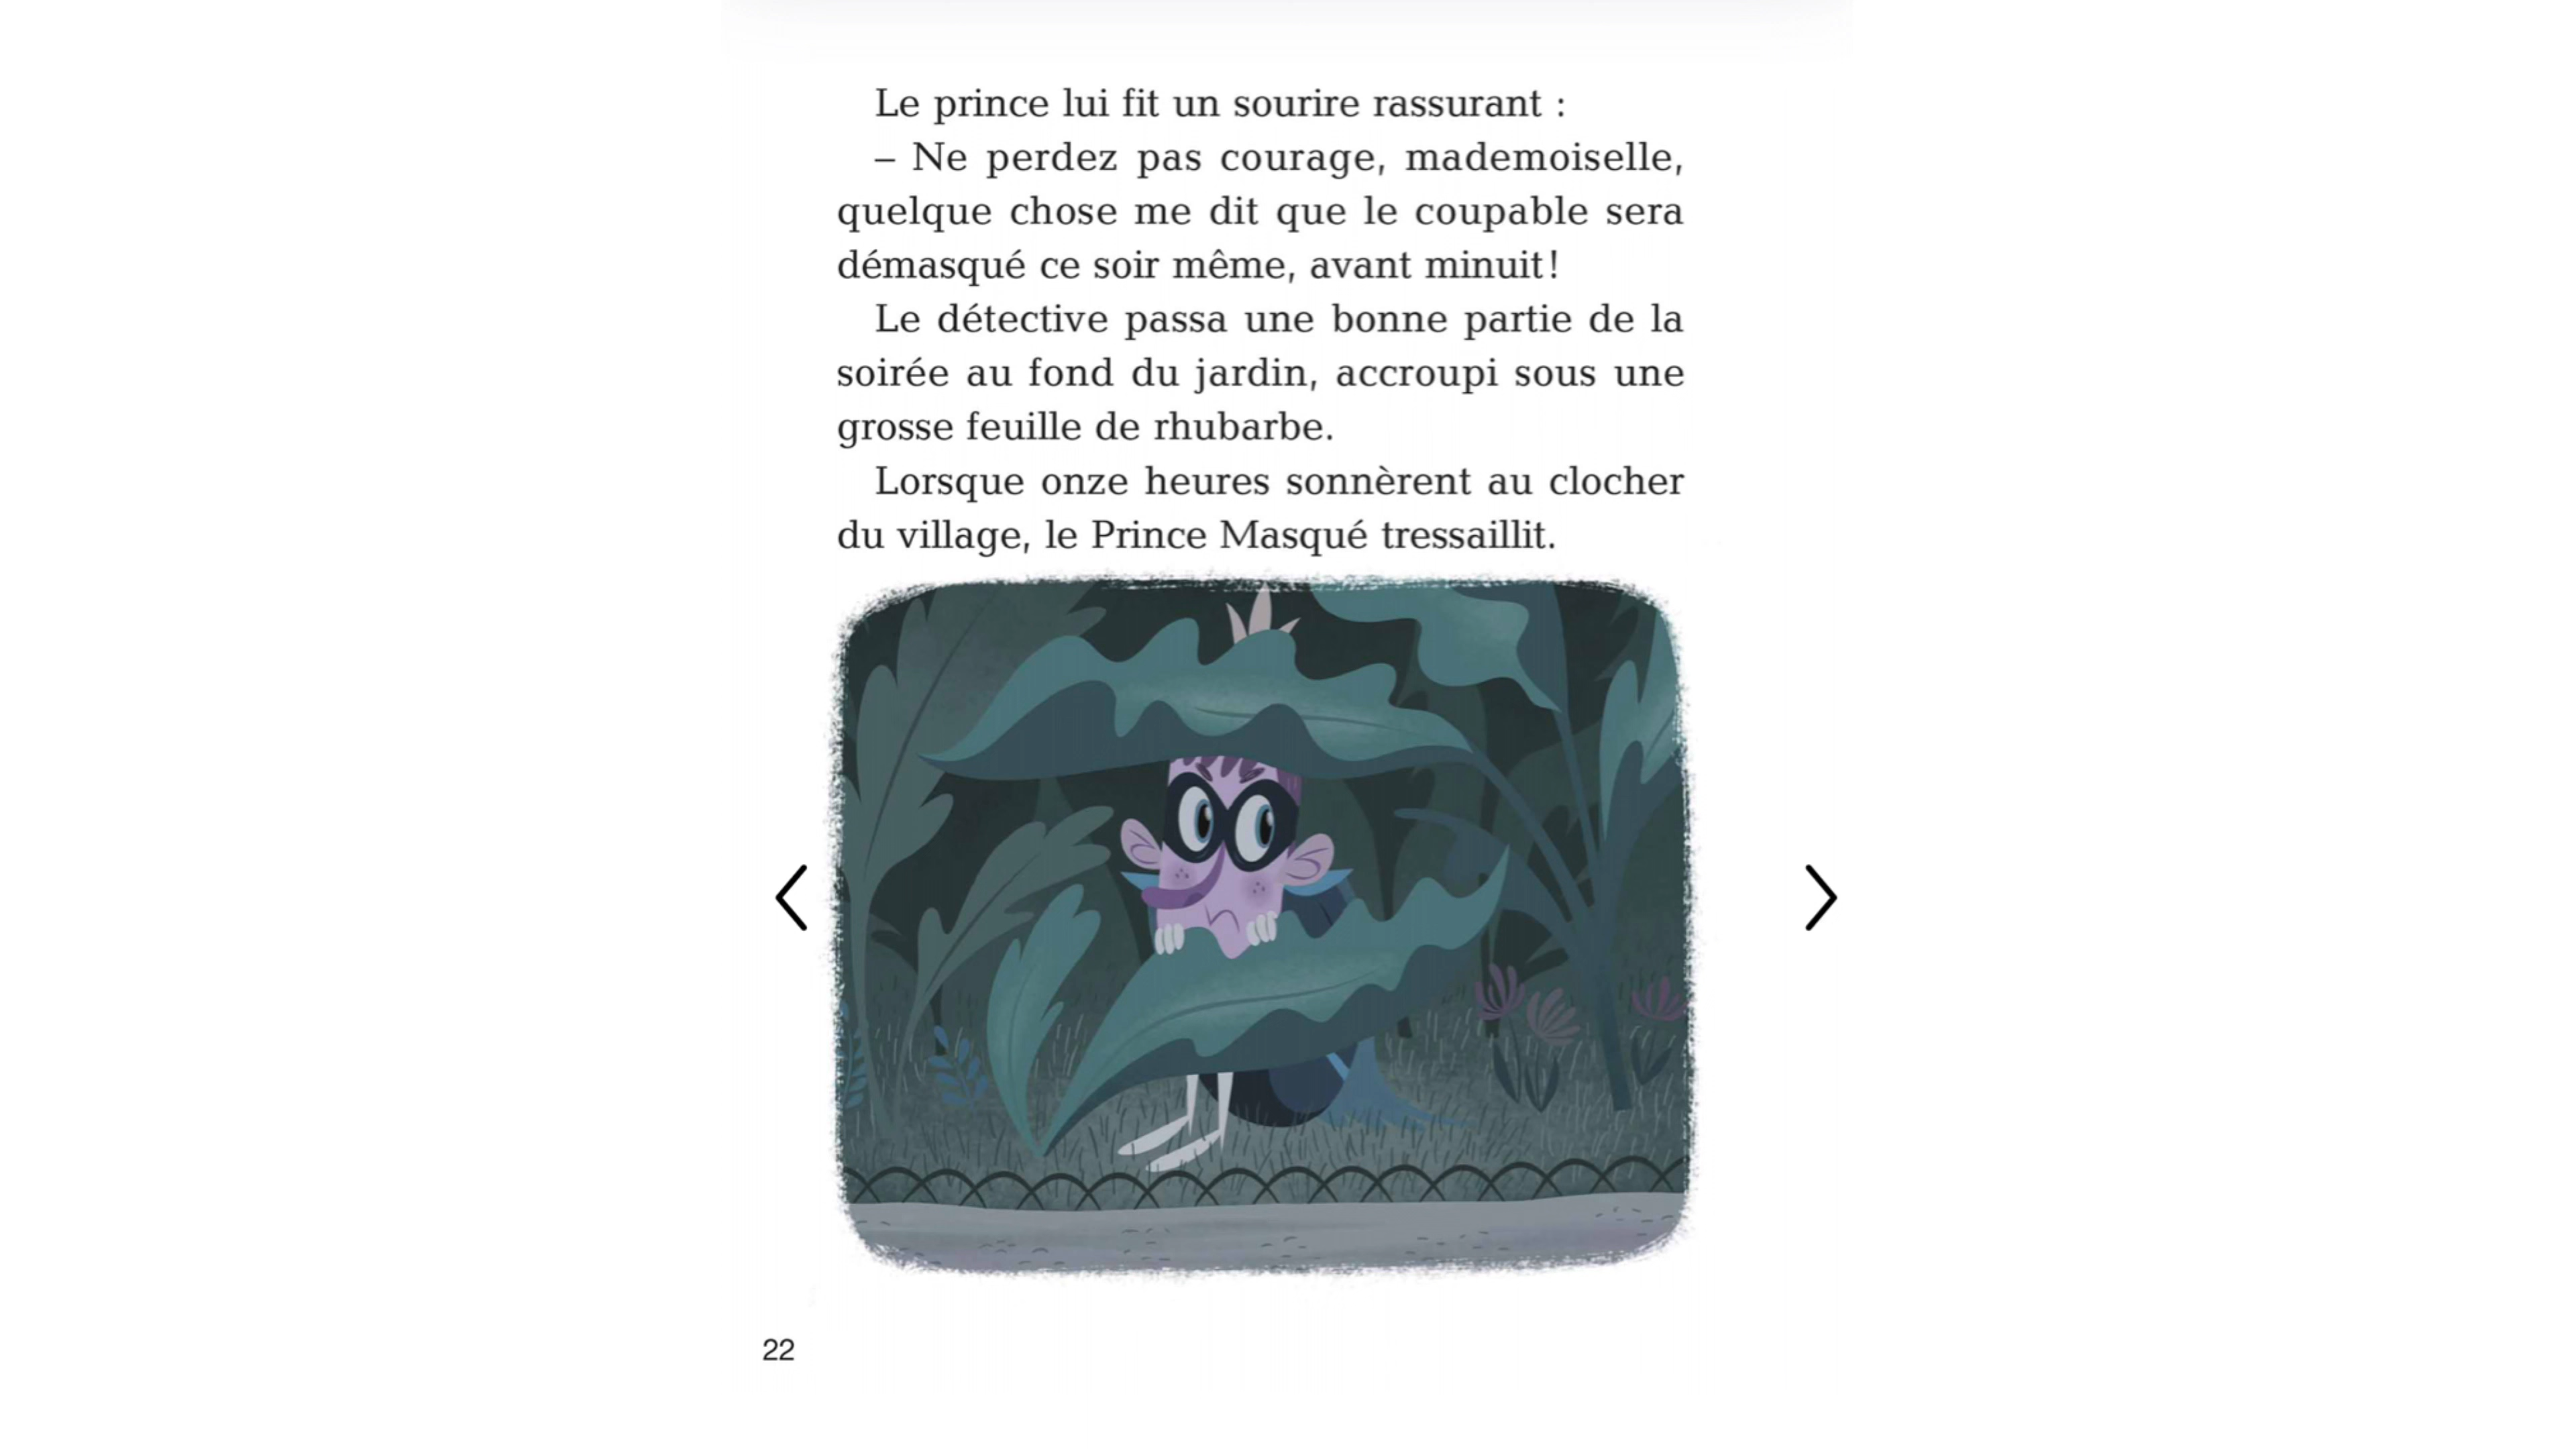 Le prince lui fit un sourire rassurant :
– Ne perdez pas courage, mademoiselle,
quelque chose me dit que le coupable sera
démasqué ce soir même, avant minuit!
Le détective passa une bonne partie de la
soirée au fond du jardin, accroupi sous une
grosse feuille de rhubarbe.
Lorsque onze heures sonnèrent au clocher
du village, le Prince Masqué tressaillit.
22